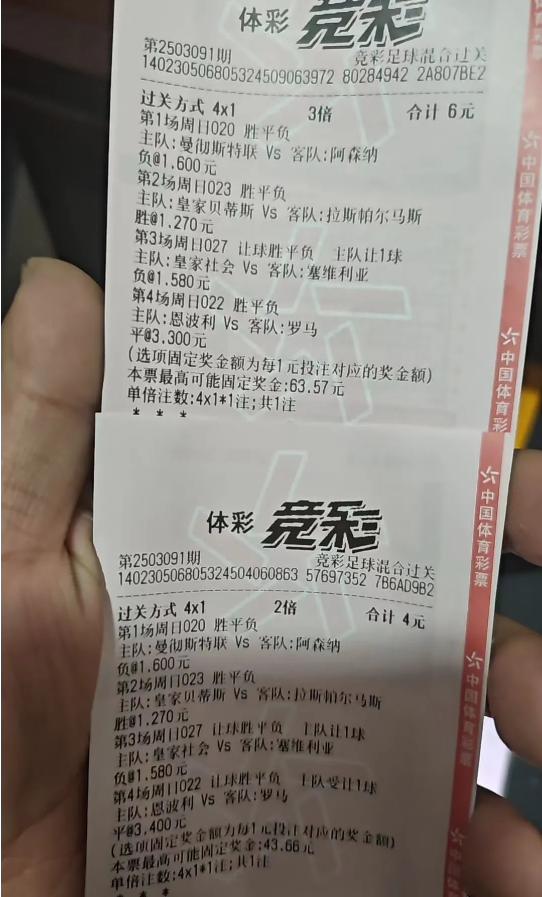 体彩 竞彩
第2503091期 竞彩足球混合过关
140230506805324509063972 80284942 2A807BE2
过关方式 4x1 3倍 合计 6元
第1场周日020 胜平负
主队:曼彻斯特联 Vs 客队:阿森纳
负@1.600元
第2场周日023 胜平负
主队:皇家贝蒂斯 Vs 客队:拉斯帕尔马斯
胜@1.270元
第3场周日027 让球胜平负 主队让1球
主队:皇家社会 Vs 客队:塞维利亚
负@1.580元
第4场周日022 胜平负
主队:恩波利 Vs 客队:罗马
平@3.300元
(选项固定奖金额为每1元投注对应的奖金额)
本票最高可能固定奖金:63.57元
单倍注数:4x1*1注;共1注
* * *
中国体育彩票
中国体育彩票
体彩 竞彩
第2503091期 竞彩足球混合过关
140230506805324504060863 57697352 7B6AD9B2
过关方式 4x1 2倍 合计 4元
第1场周日020 胜平负
主队:曼彻斯特联 Vs 客队:阿森纳
负@1.600元
第2场周日023 胜平负
主队:皇家贝蒂斯 Vs 客队:拉斯帕尔马斯
胜@1.270元
第3场周日027 让球胜平负 主队让1球
主队:皇家社会 Vs 客队:塞维利亚
负@1.580元
第4场周日022 让球胜平负 主队受让1球
主队:恩波利 Vs 客队:罗马
平@3.400元
(选项固定奖金额为每1元投注对应的奖金额)
本票最高可能固定奖金:43.66元
单倍注数:4x1*1注;共1注
* * *
中国体育彩票
中国体育彩票